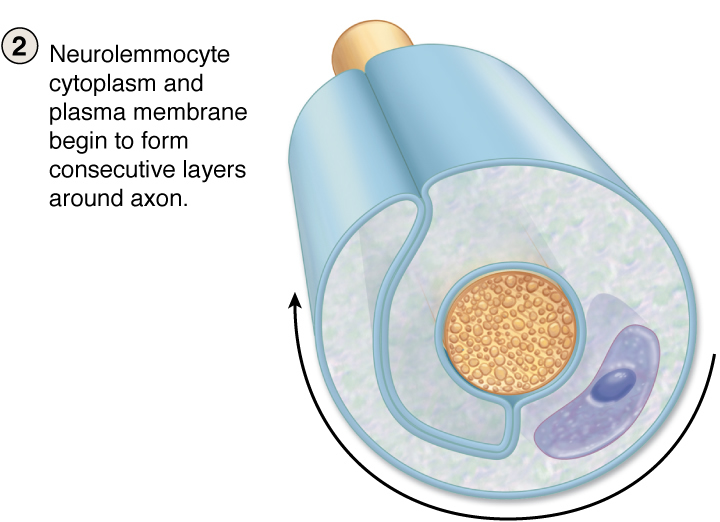 2
Neurolemmocyte
cytoplasm and
plasma membrane
begin to form
consecutive layers
around axon.